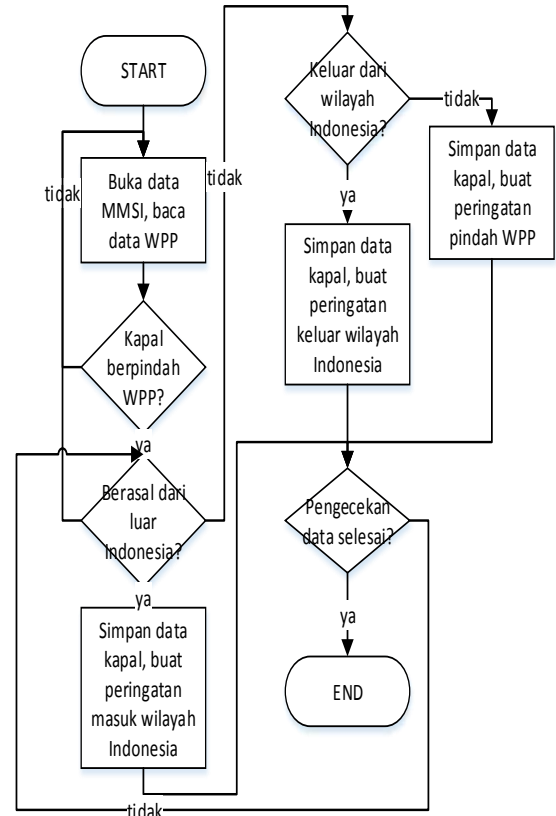 START
tidak
Buka data
MMSI, baca
data WPP
tidak
Kapal
berpindah
WPP?
ya
Berasal dari
luar
Indonesia?
ya
Simpan data
kapal, buat
peringatan
masuk wilayah
Indonesia
tidak
Keluar dari
wilayah
Indonesia?
tidak
ya
Simpan data
kapal, buat
peringatan
pindah WPP
Simpan data
kapal, buat
peringatan
keluar wilayah
Indonesia
Pengecekan
data selesai?
ya
END